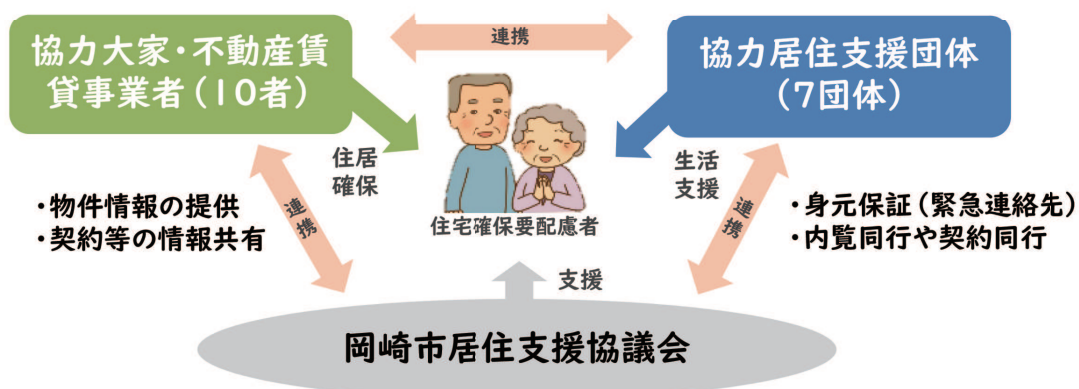 連携
協力大家・不動産賃
貸事業者(10者)
協力居住支援団体
(7団体)
住居
確保
生活
支援
・物件情報の提供
・契約等の情報共有
連携
住宅確保要配慮者
連携
・身元保証(緊急連絡先)
・内覧同行や契約同行
支援
岡崎市居住支援協議会